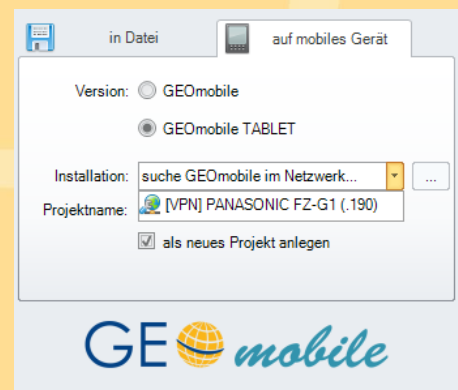 in Datei
auf mobiles Gerät
Version: GEOmobile
GEOmobile TABLET
Installation: suche GEOmobile im Netzwerk... ...
Projektname: [VPN] PANASONIC FZ-G1 (.190)
als neues Projekt anlegen
GEO mobile